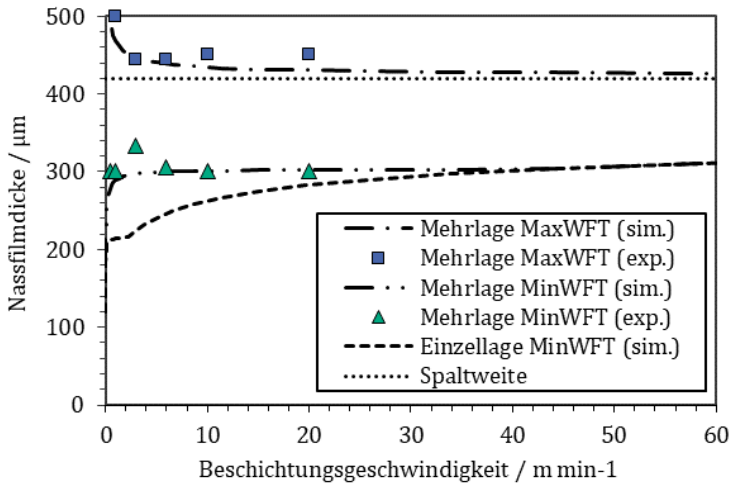 500
400
300
200
100
0
Nassfilmdicke / µm
Mehrlage MaxWFT (sim.)
Mehrlage MaxWFT (exp.)
Mehrlage MinWFT (sim.)
Mehrlage MinWFT (exp.)
Einzellage MinWFT (sim.)
Spaltweite
0 10 20 30 40 50 60
Beschichtungsgeschwindigkeit / m min-1